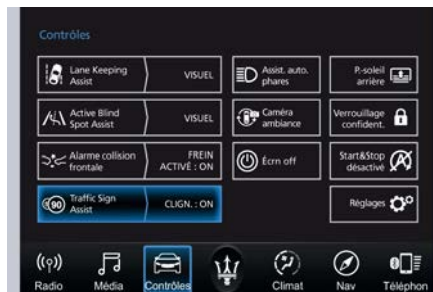 Contrôles
Lane Keeping
Assist
VISUEL
Assist. auto.
phares
P.-soleil
arrière
Active Blind
Spot Assist
VISUEL
Caméra
ambiance
Verrouillage
confident.
Alarme collision
frontale
FREIN
ACTIVÉ : ON
Écrn off
Start&Stop
désactivé
90
Traffic Sign
Assist
CLIGN. : ON
Réglages
Radio
Média
Contrôles
Climat
Nav
Téléphon